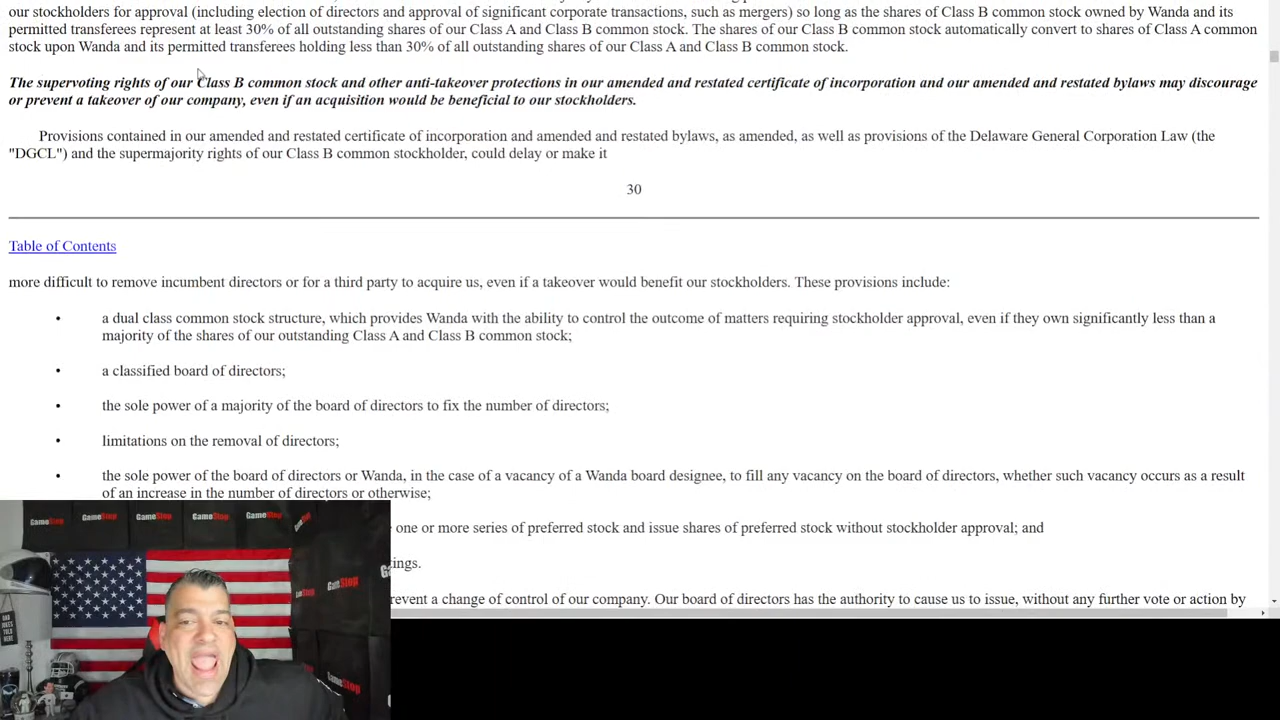 our stockholders for approval (including election of directors and approval of significant corporate transactions, such as mergers) so long as the shares of Class B common stock owned by Wanda and its
permitted transferees represent at least 30% of all outstanding shares of our Class A and Class B common stock. The shares of our Class B common stock automatically convert to shares of Class A common
stock upon Wanda and its permitted transferees holding less than 30% of all outstanding shares of our Class A and Class B common stock.
The supervoting rights of our Class B common stock and other anti-takeover protections in our amended and restated certificate of incorporation and our amended and restated bylaws may discourage
or prevent a takeover of our company, even if an acquisition would be beneficial to our stockholders.
Provisions contained in our amended and restated certificate of incorporation and amended and restated bylaws, as amended, as well as provisions of the Delaware General Corporation Law (the
"DGCL") and the supermajority rights of our Class B common stockholder, could delay or make it
30
Table of Contents
more difficult to remove incumbent directors or for a third party to acquire us, even if a takeover would benefit our stockholders. These provisions include:
• a dual class common stock structure, which provides Wanda with the ability to control the outcome of matters requiring stockholder approval, even if they own significantly less than a
majority of the shares of our outstanding Class A and Class B common stock;
• a classified board of directors;
• the sole power of a majority of the board of directors to fix the number of directors;
• limitations on the removal of directors;
• the sole power of the board of directors or Wanda, in the case of a vacancy of a Wanda board designee, to fill any vacancy on the board of directors, whether such vacancy occurs as a result
of an increase in the number of directors or otherwise;
one or more series of preferred stock and issue shares of preferred stock without stockholder approval; and
ings.
revent a change of control of our company. Our board of directors has the authority to cause us to issue, without any further vote or action by
GameStop GameStop GameStop GameStop GameStop
GameStop
GameStop
GameStop